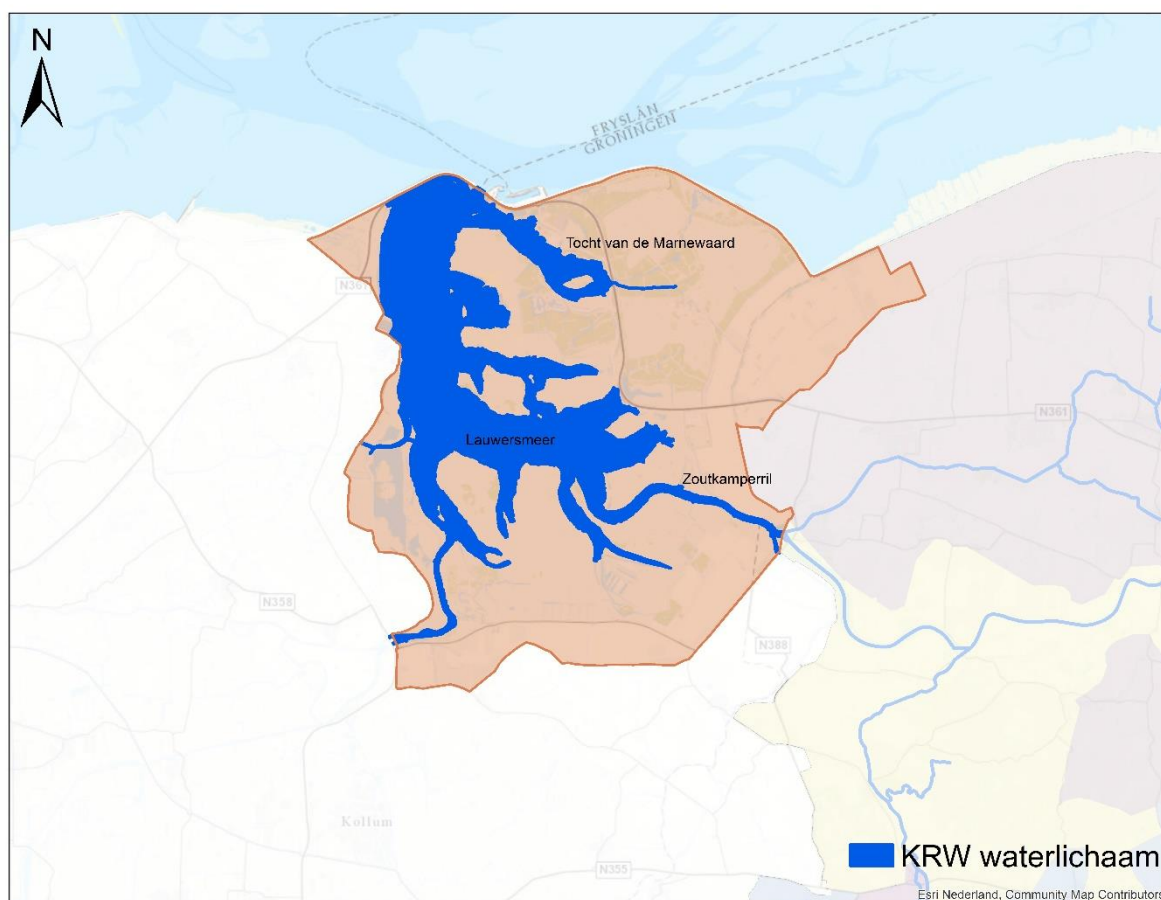 N
FRYSLÂN
GRONINGEN
Tocht van de Marnewaard
N361
N361
Lauwersmeer
Zoutkamperril
N358
N388
Kollum
N355
KRW waterlichaam
Esri Nederland, Community Map Contributors